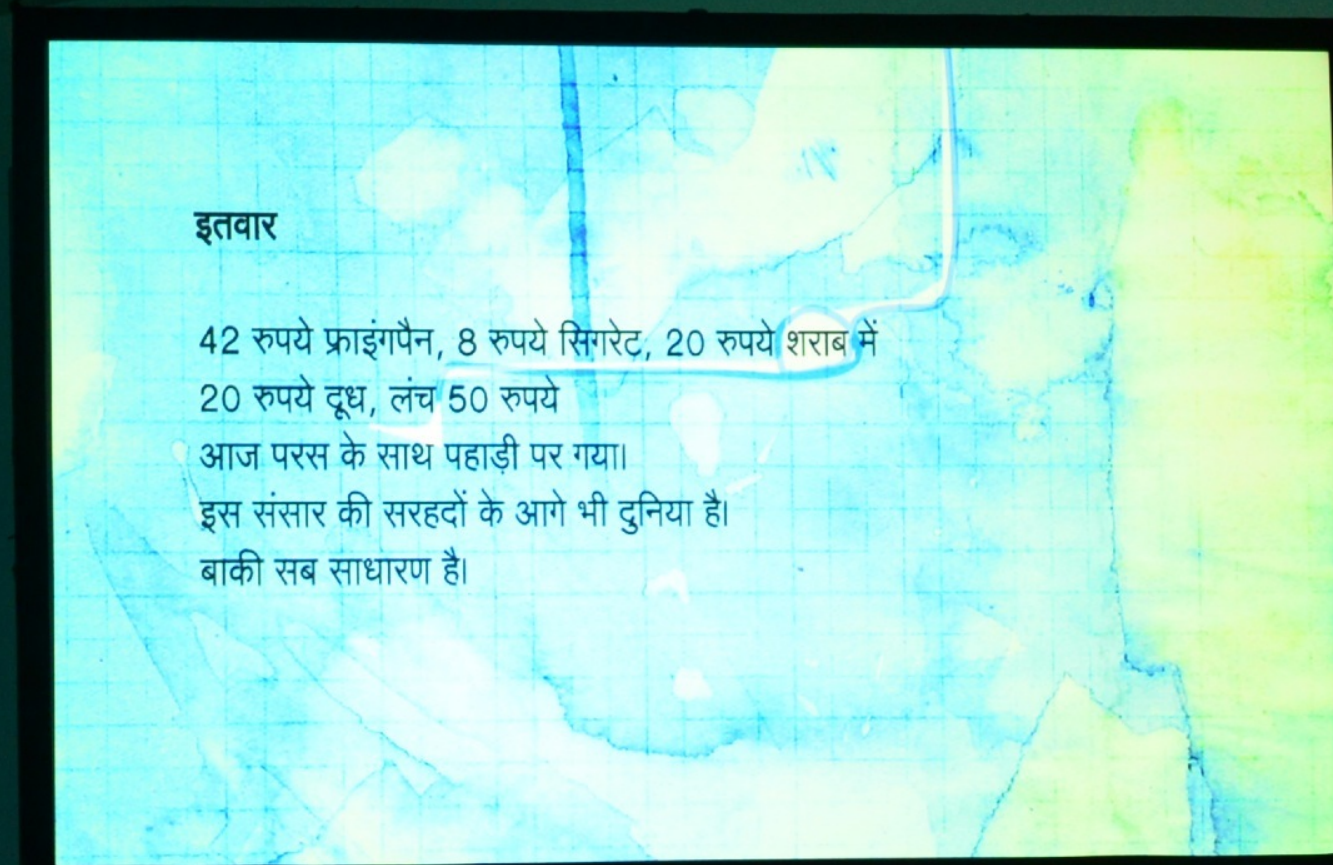 इतवार
42 रुपये फ्राइंगपैन, 8 रुपये सिगरेट, 20 रुपये शराब में
20 रुपये दूध, लंच 50 रुपये
आज परस के साथ पहाड़ी पर गया।
इस संसार की सरहदों के आगे भी दुनिया है।
बाकी सब साधारण है।